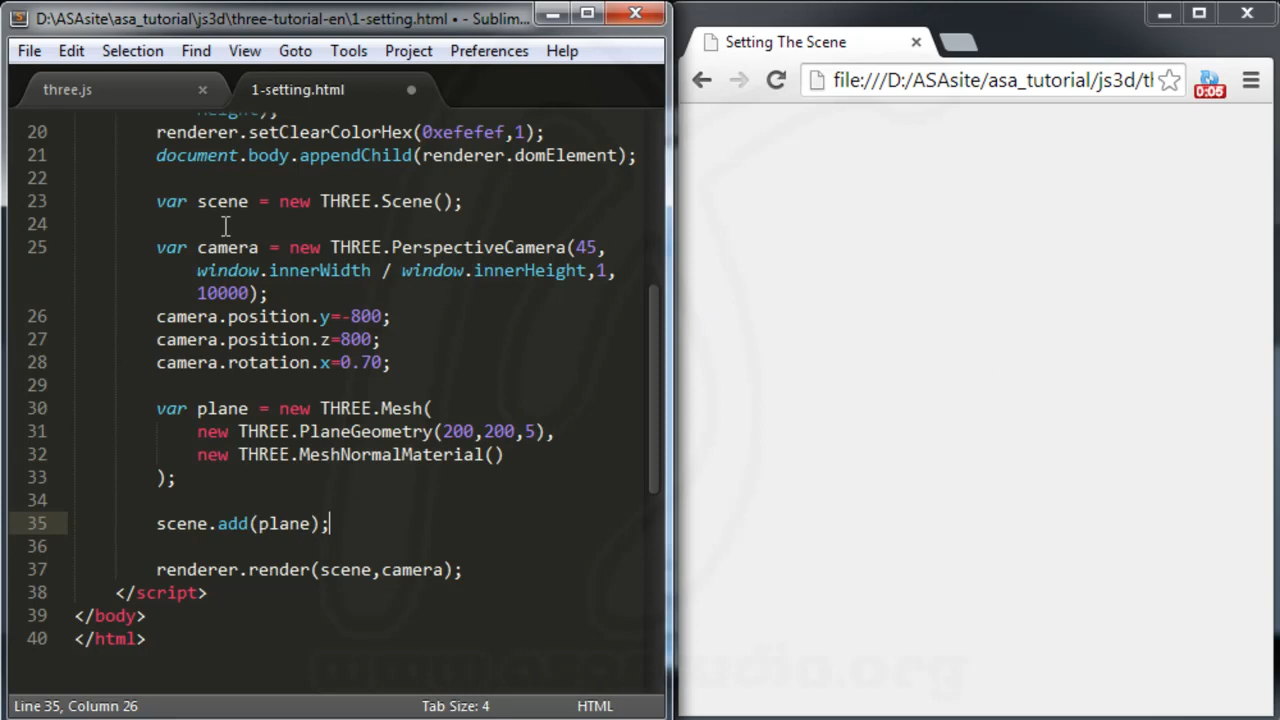 D:\ASAsite\asa_tutorial\js3d\three-tutorial-en\1-setting.html • - Sublim...
File Edit Selection Find View Goto Tools Project Preferences Help
three.js 1-setting.html
20 renderer.setClearColorHex(0xefefef,1);
21 document.body.appendChild(renderer.domElement);
22
23 var scene = new THREE.Scene();
24
25 var camera = new THREE.PerspectiveCamera(45,
window.innerWidth / window.innerHeight,1,
10000);
26 camera.position.y=-800;
27 camera.position.z=800;
28 camera.rotation.x=0.70;
29
30 var plane = new THREE.Mesh(
31 new THREE.PlaneGeometry(200,200,5),
32 new THREE.MeshNormalMaterial()
33 );
34
35 scene.add(plane);
36
37 renderer.render(scene,camera);
38 </script>
39 </body>
40 </html>
Line 35, Column 26 Tab Size: 4 HTML
Setting The Scene
file:///D:/ASAsite/asa_tutorial/js3d/th
0:05